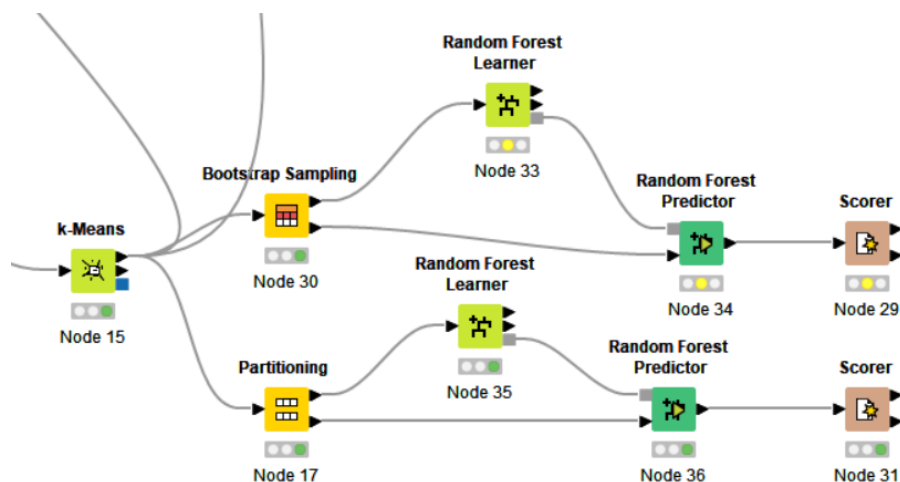 Random Forest
Learner
Node 33
Bootstrap Sampling
Node 30
Random Forest
Predictor
Node 34
Scorer
Node 29
k-Means
Node 15
Random Forest
Learner
Node 35
Partitioning
Node 17
Random Forest
Predictor
Node 36
Scorer
Node 31